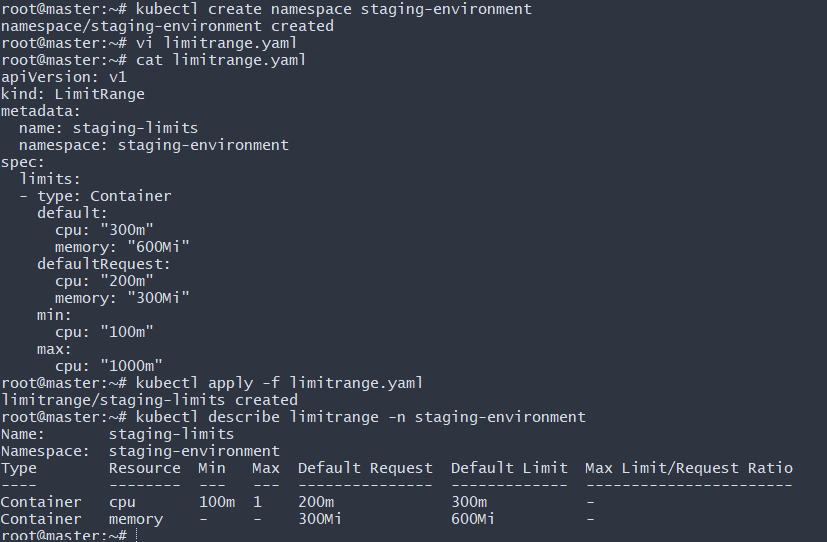 root@master:~# kubectl create namespace staging-environment
namespace/staging-environment created
root@master:~# vi limitrange.yaml
root@master:~# cat limitrange.yaml
apiVersion: v1
kind: LimitRange
metadata:
  name: staging-limits
  namespace: staging-environment
spec:
  limits:
  - type: Container
    default:
      cpu: "300m"
      memory: "600Mi"
    defaultRequest:
      cpu: "200m"
      memory: "300Mi"
    min:
      cpu: "100m"
    max:
      cpu: "1000m"
root@master:~# kubectl apply -f limitrange.yaml
limitrange/staging-limits created
root@master:~# kubectl describe limitrange -n staging-environment
Name:       staging-limits
Namespace:  staging-environment
Type        Resource  Min   Max  Default Request  Default Limit  Max Limit/Request Ratio
----        --------  ---   ---  ---------------  -------------  -----------------------
Container   cpu       100m  1    200m             300m           -
Container   memory    -     -    300Mi            600Mi          -
root@master:~#